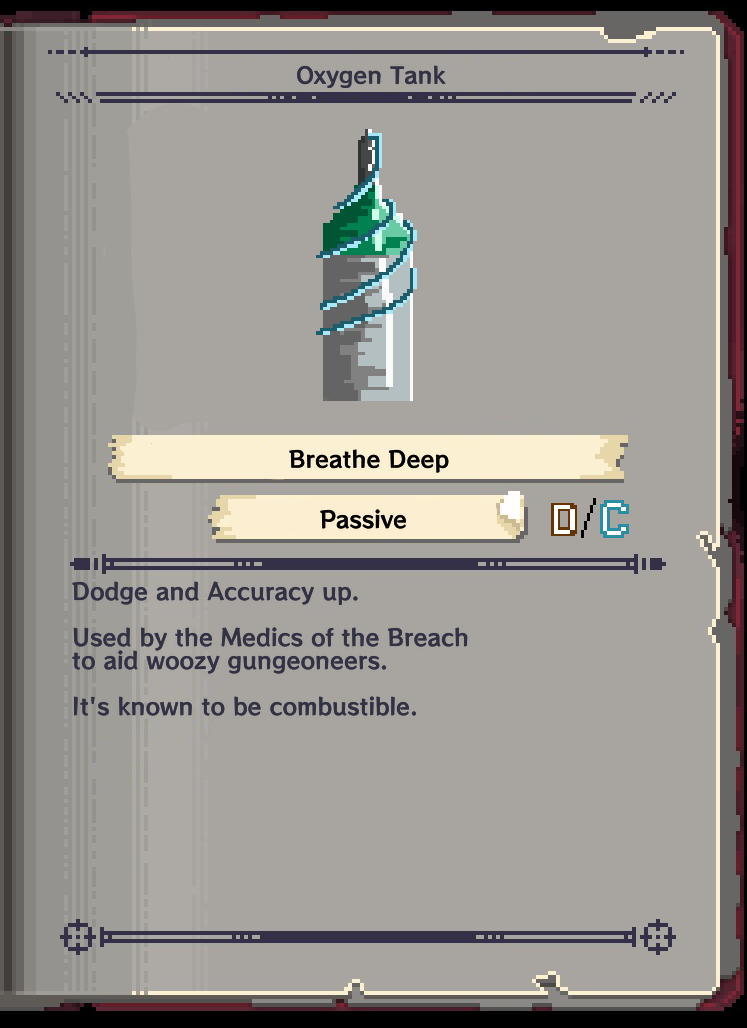 Oxygen Tank
Breathe Deep
Passive D/C
Dodge and Accuracy up.
Used by the Medics of the Breach
to aid woozy gungeoneers.
It's known to be combustible.